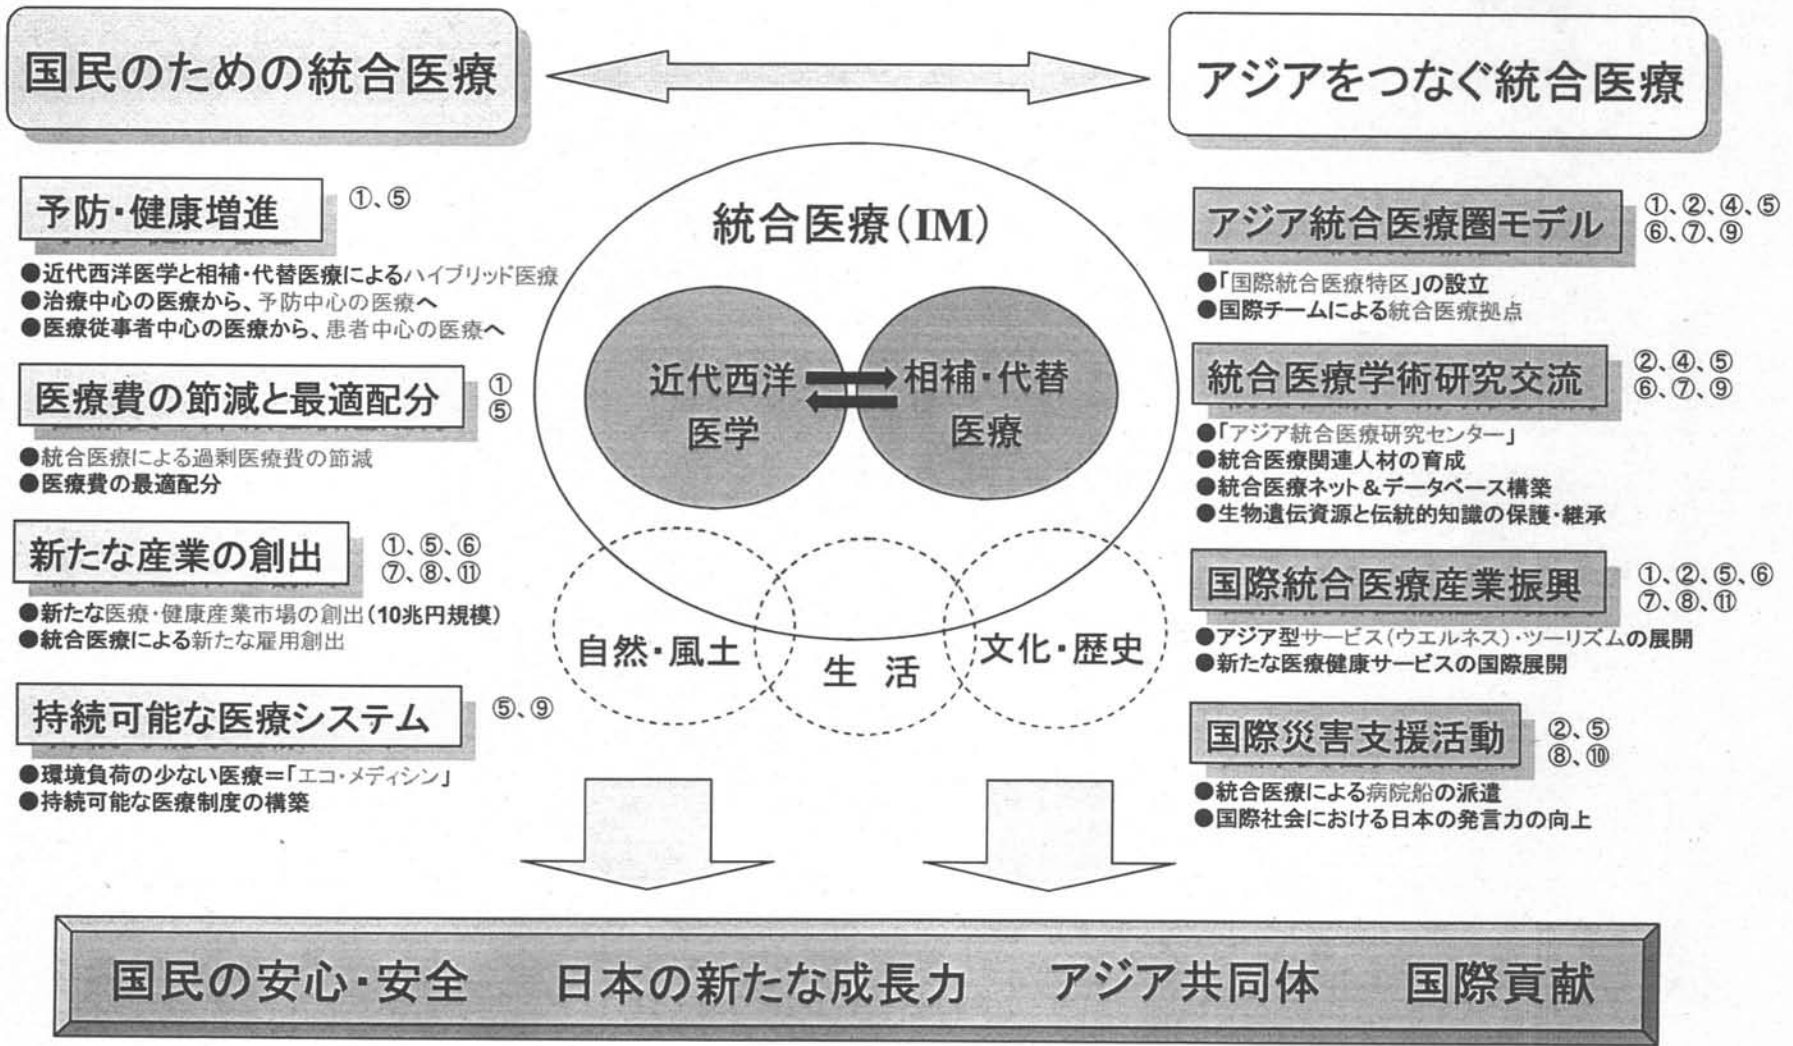 国民のための統合医療
アジアをつなぐ統合医療
予防・健康増進
①、⑤
●近代西洋医学と相補・代替医療によるハイブリッド医療
●治療中心の医療から、予防中心の医療へ
●医療従事者中心の医療から、患者中心の医療へ
医療費の節減と最適配分
①
⑤
●統合医療による過剰医療費の節減
●医療費の最適配分
新たな産業の創出
①、⑤、⑥
⑦、⑧、⑪
●新たな医療・健康産業市場の創出(10兆円規模)
●統合医療による新たな雇用創出
持続可能な医療システム
⑤、⑨
●環境負荷の少ない医療=「エコ・メディシン」
●持続可能な医療制度の構築
統合医療(IM)
近代西洋
医学
相補・代替
医療
自然・風土
生 活
文化・歴史
アジア統合医療圏モデル
①、②、④、⑤
⑥、⑦、⑨
●「国際統合医療特区」の設立
●国際チームによる統合医療拠点
統合医療学術研究交流
②、④、⑤
⑥、⑦、⑨
●「アジア統合医療研究センター」
●統合医療関連人材の育成
●統合医療ネット&データベース構築
●生物遺伝資源と伝統的知識の保護・継承
国際統合医療産業振興
①、②、⑤、⑥
⑦、⑧、⑪
●アジア型サービス(ウエルネス)・ツーリズムの展開
●新たな医療健康サービスの国際展開
国際災害支援活動
②、⑤
⑧、⑩
●統合医療による病院船の派遣
●国際社会における日本の発言力の向上
国民の安心・安全 日本の新たな成長力 アジア共同体 国際貢献